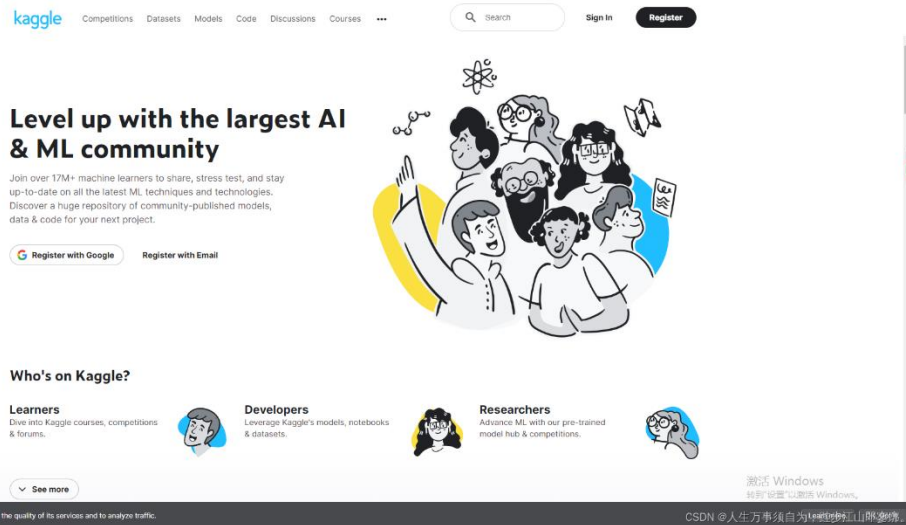 kaggle Competitions Datasets Models Code Discussions Courses ••• Search Sign In Register
Level up with the largest AI
& ML community
Join over 17M+ machine learners to share, stress test, and stay
up-to-date on all the latest ML techniques and technologies.
Discover a huge repository of community-published models,
data & code for your next project.
Register with Google Register with Email
Who's on Kaggle?
Learners
Dive into Kaggle courses, competitions
& forums.
Developers
Leverage Kaggle's models, notebooks
& datasets.
Researchers
Advance ML with our pre-trained
model hub & competitions.
See more
激活 Windows
转到"设置"以激活 Windows。
the quality of its services and to analyze traffic.
CSDN @人生万事须自为